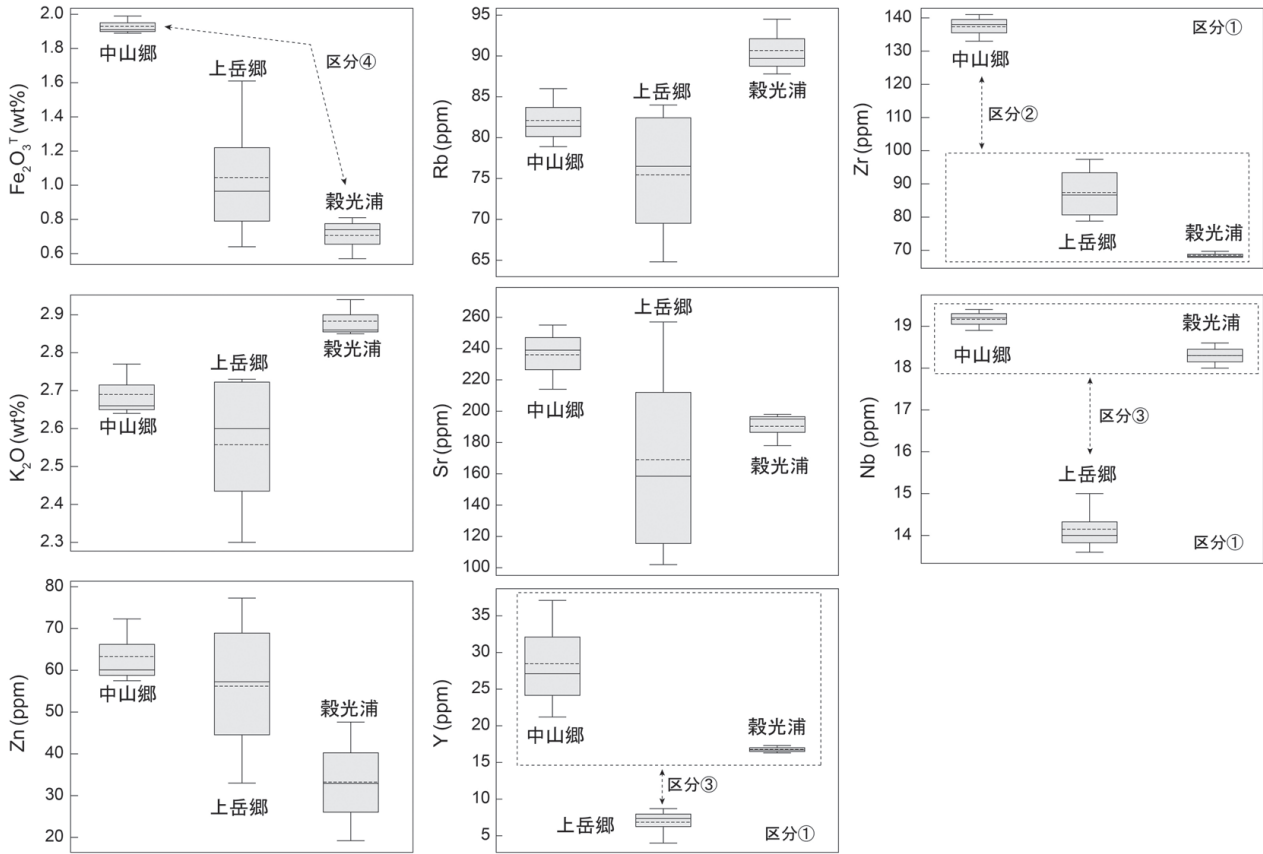 Fe₂O₃ᵀ (wt%)
2.0
1.8
1.6
1.4
1.2
1.0
0.8
0.6
中山郷
上岳郷
穀光浦
区分④
Rb (ppm)
95
90
85
80
75
70
65
中山郷
上岳郷
穀光浦
Zr (ppm)
140
130
120
110
100
90
80
70
区分①
中山郷
区分②
上岳郷
穀光浦
K₂O (wt%)
2.9
2.8
2.7
2.6
2.5
2.4
2.3
中山郷
上岳郷
穀光浦
Sr (ppm)
260
240
220
200
180
160
140
120
100
中山郷
上岳郷
穀光浦
Nb (ppm)
19
18
17
16
15
14
中山郷
穀光浦
区分③
上岳郷
区分①
Zn (ppm)
80
70
60
50
40
30
20
中山郷
上岳郷
穀光浦
Y (ppm)
35
30
25
20
15
10
5
中山郷
穀光浦
区分③
上岳郷
区分①